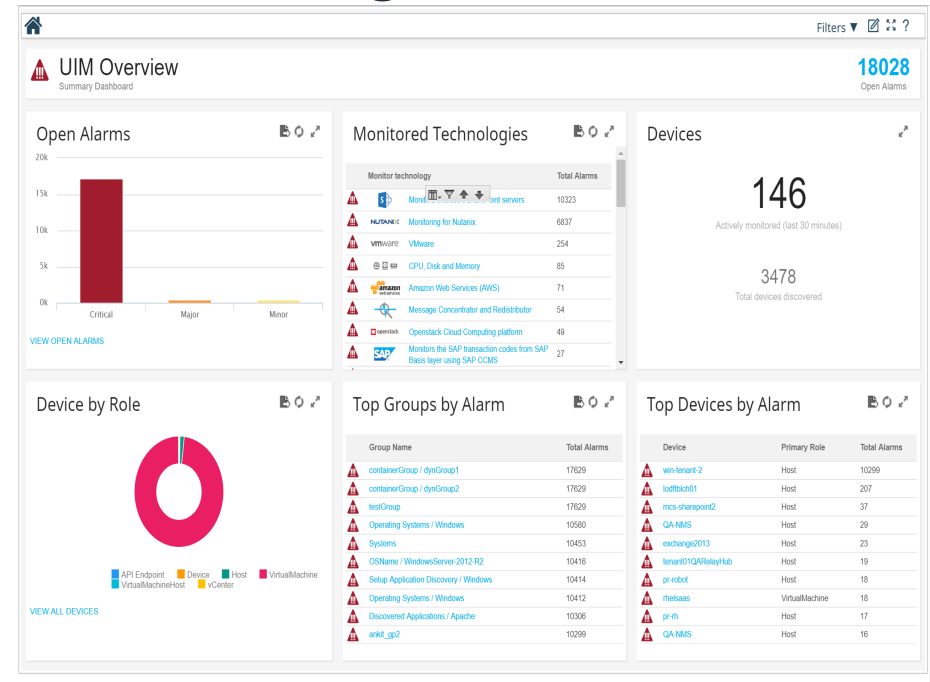 Filters ▼ ?
UIM Overview
Summary Dashboard
18028
Open Alarms
Open Alarms
20k
15k
10k
5k
0k
Critical Major Minor
VIEW OPEN ALARMS
Monitored Technologies
Monitor technology Total Alarms
int servers 10323
NUTANIX Monitoring for Nutanix 6837
vmware VMware 254
CPU, Disk and Memory 85
amazon
webservices
Amazon Web Services (AWS) 71
Message Concentrator and Redistributor 54
openstack Openstack Cloud Computing platform 49
SAP Monitors the SAP transaction codes from SAP
Basis layer using SAP CCMS 27
Devices
146
Actively monitored (last 30 minutes)
3478
Total devices discovered
Device by Role
API Endpoint Device Host VirtualMachine
VirtualMachineHost vCenter
VIEW ALL DEVICES
Top Groups by Alarm
Group Name Total Alarms
containerGroup / dynGroup1 17629
containerGroup / dynGroup2 17629
testGroup 17629
Operating Systems / Windows 10580
Systems 10453
OSName / WindowsServer-2012-R2 10416
Setup Application Discovery / Windows 10414
Operating Systems / Windows 10412
Discovered Applications / Apache 10306
ankit_gp2 10299
Top Devices by Alarm
Device Primary Role Total Alarms
win-tenant-2 Host 10299
lodftblch01 Host 207
mcs-sharepoint2 Host 37
QA-NMS Host 29
exchange2013 Host 23
tenant01QARelayHub Host 19
pr-robot Host 18
rhelsaas VirtualMachine 18
pr-rh Host 17
QA-NMS Host 16